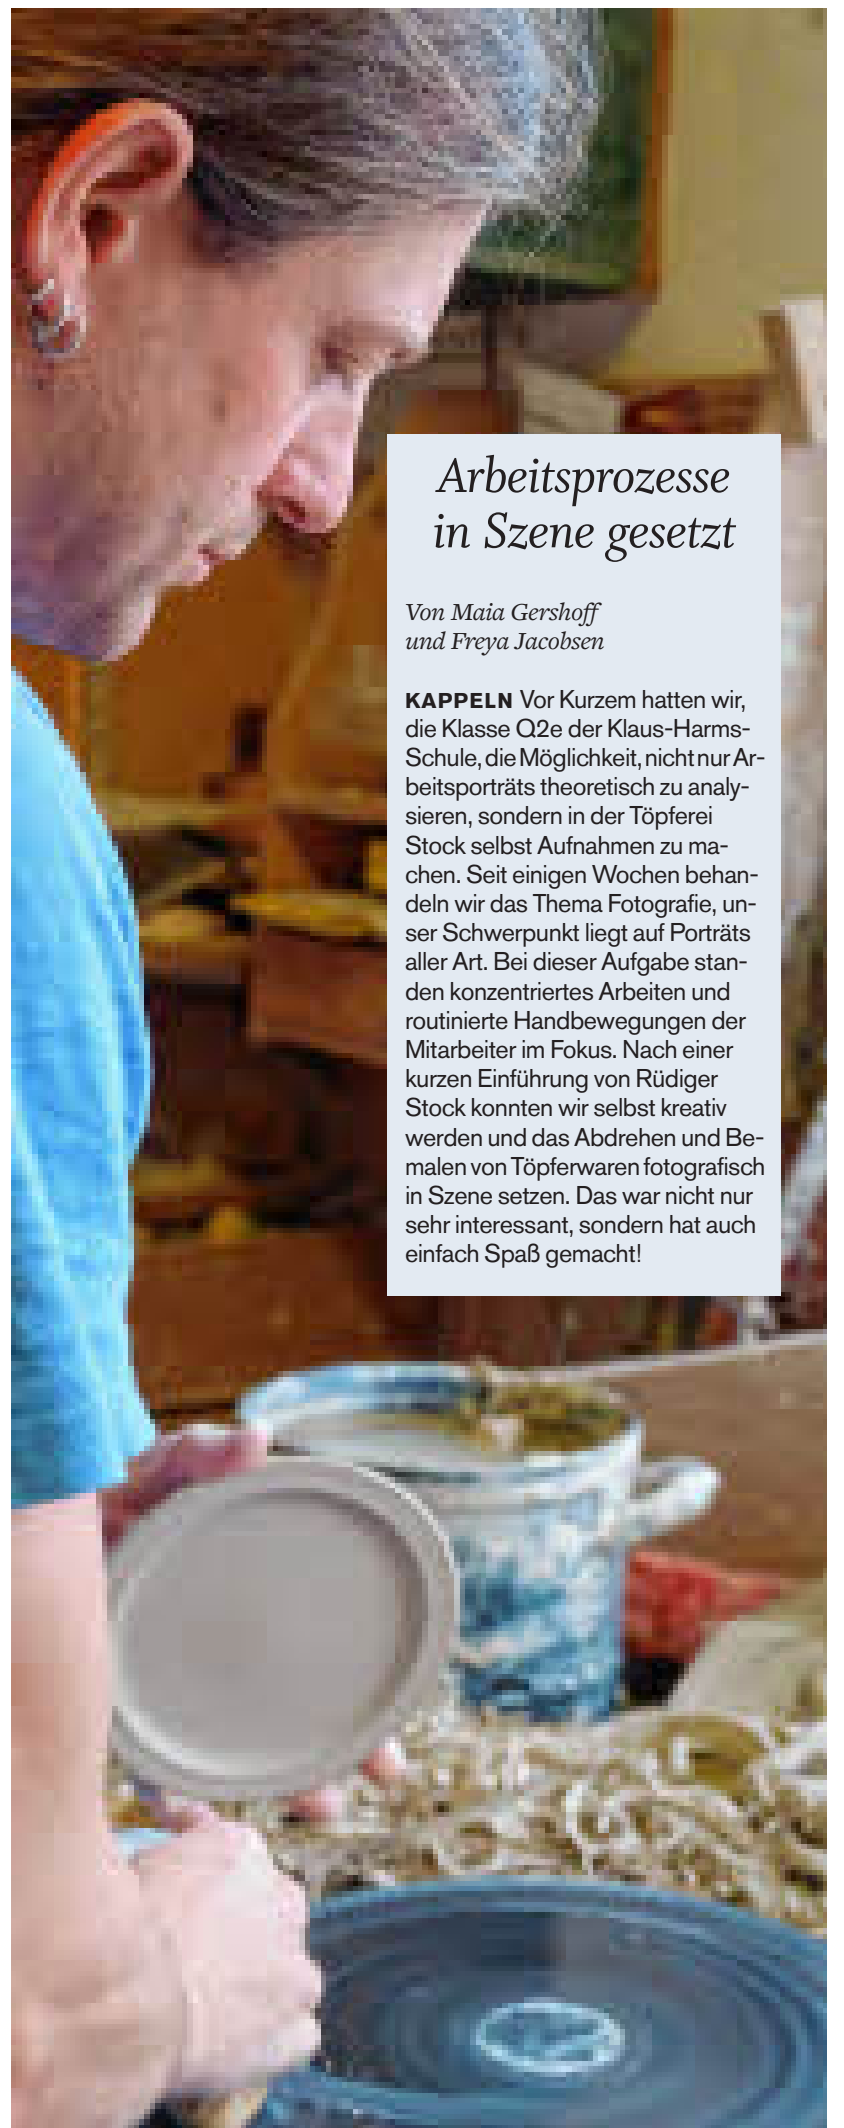 Arbeitsprozesse
in Szene gesetzt
Von Maia Gershoff
und Freya Jacobsen
KAPPELN Vor Kurzem hatten wir,
die Klasse Q2e der Klaus-Harms-
Schule, die Möglichkeit, nicht nur Ar-
beitsporträts theoretisch zu analy-
sieren, sondern in der Töpferei
Stock selbst Aufnahmen zu ma-
chen. Seit einigen Wochen behan-
deln wir das Thema Fotografie, un-
ser Schwerpunkt liegt auf Porträts
aller Art. Bei dieser Aufgabe stan-
den konzentriertes Arbeiten und
routinierte Handbewegungen der
Mitarbeiter im Fokus. Nach einer
kurzen Einführung von Rüdiger
Stock konnten wir selbst kreativ
werden und das Abdrehen und Be-
malen von Töpferwaren fotografisch
in Szene setzen. Das war nicht nur
sehr interessant, sondern hat auch
einfach Spaß gemacht!